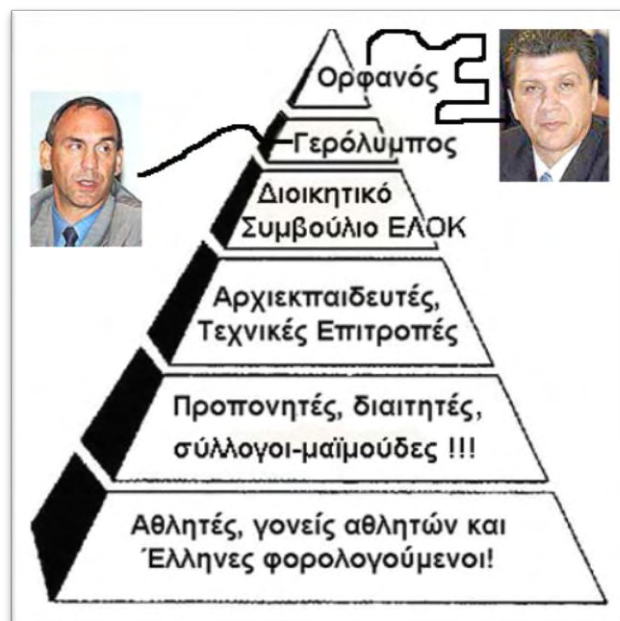 Ορφανός
Γερόλυμπος
Διοικητικό
Συμβούλιο ΕΛΟΚ
Αρχιεκπαιδευτές,
Τεχνικές Επιτροπές
Προπονητές, διαιτητές,
σύλλογοι-μαϊμούδες !!!
Αθλητές, γονείς αθλητών και
Έλληνες φορολογούμενοι!